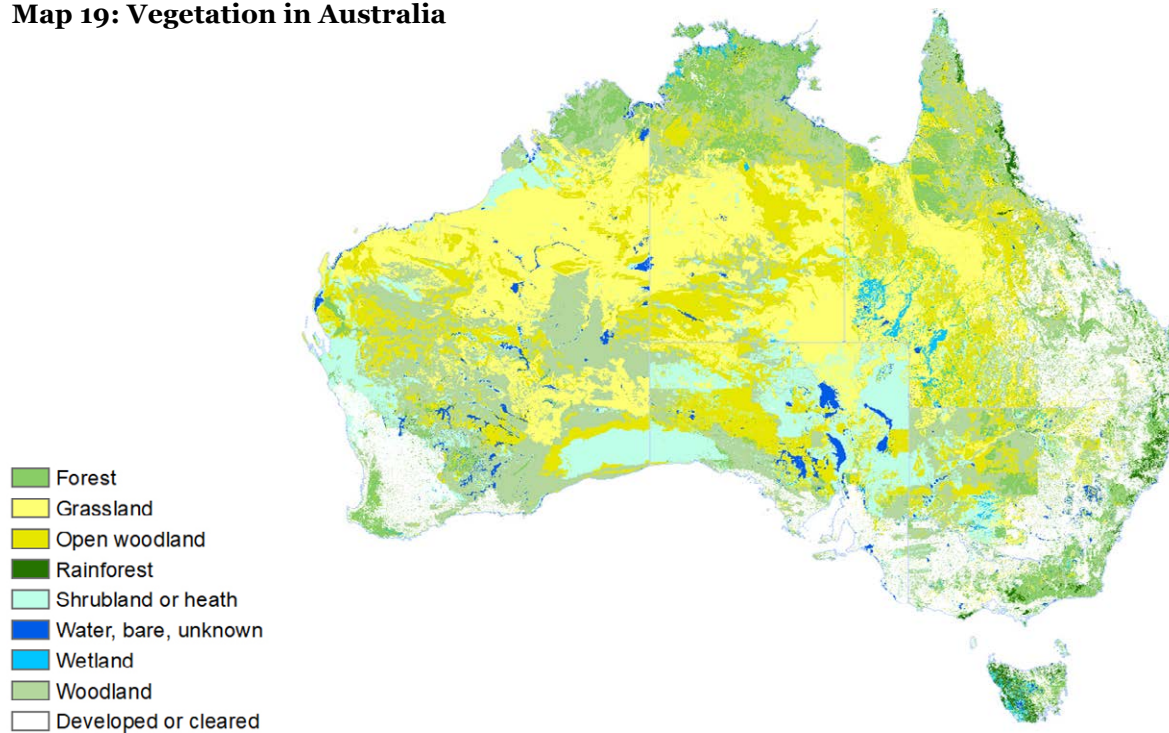 Map 19: Vegetation in Australia
Forest
Grassland
Open woodland
Rainforest
Shrubland or heath
Water, bare, unknown
Wetland
Woodland
Developed or cleared